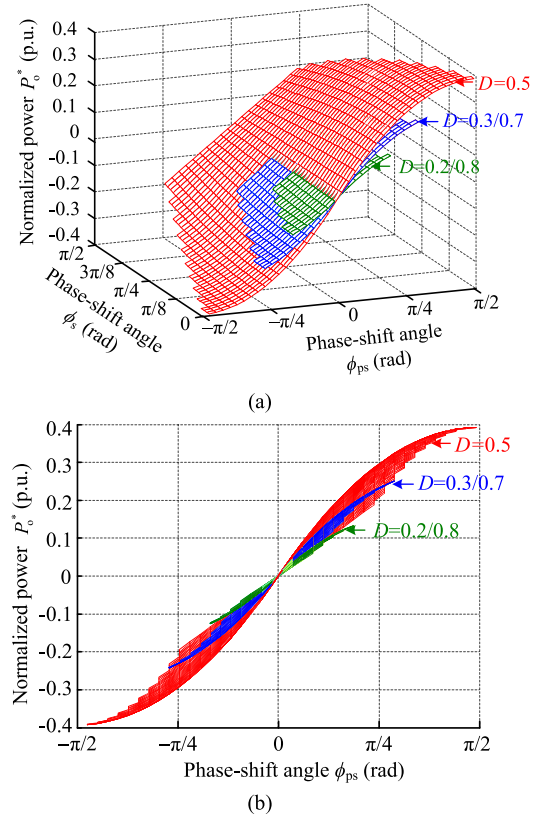 Normalized power P*o (p.u.)
0.4
0.3
0.2
0.1
0
-0.1
-0.2
-0.3
-0.4
D=0.5
D=0.3/0.7
D=0.2/0.8
π/2
3π/8
π/4
π/8
0
Phase-shift angle
ϕs (rad)
−π/2
−π/4
0
π/4
π/2
Phase-shift angle
ϕps (rad)
(a)
Normalized power P*o (p.u.)
0.4
0.3
0.2
0.1
0
-0.1
-0.2
-0.3
-0.4
D=0.5
D=0.3/0.7
D=0.2/0.8
−π/2
−π/4
0
π/4
π/2
Phase-shift angle ϕps (rad)
(b)